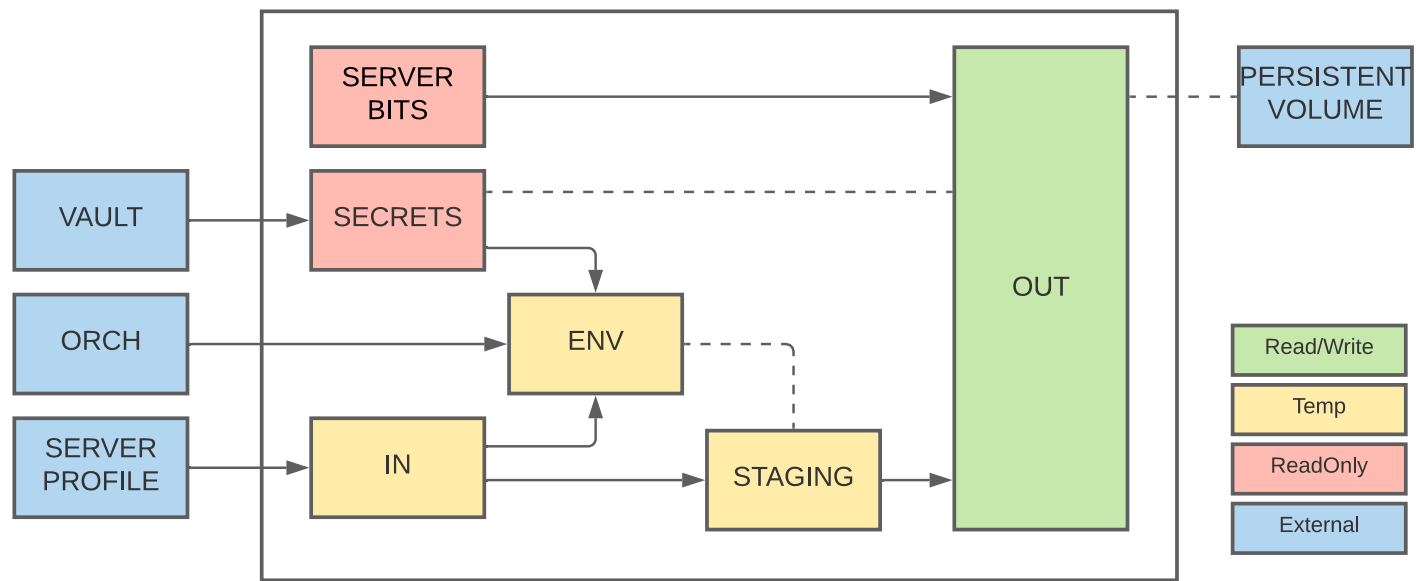 SERVER
BITS
PERSISTENT
VOLUME
VAULT
SECRETS
ORCH
ENV
OUT
SERVER
PROFILE
IN
STAGING
Read/Write
Temp
ReadOnly
External